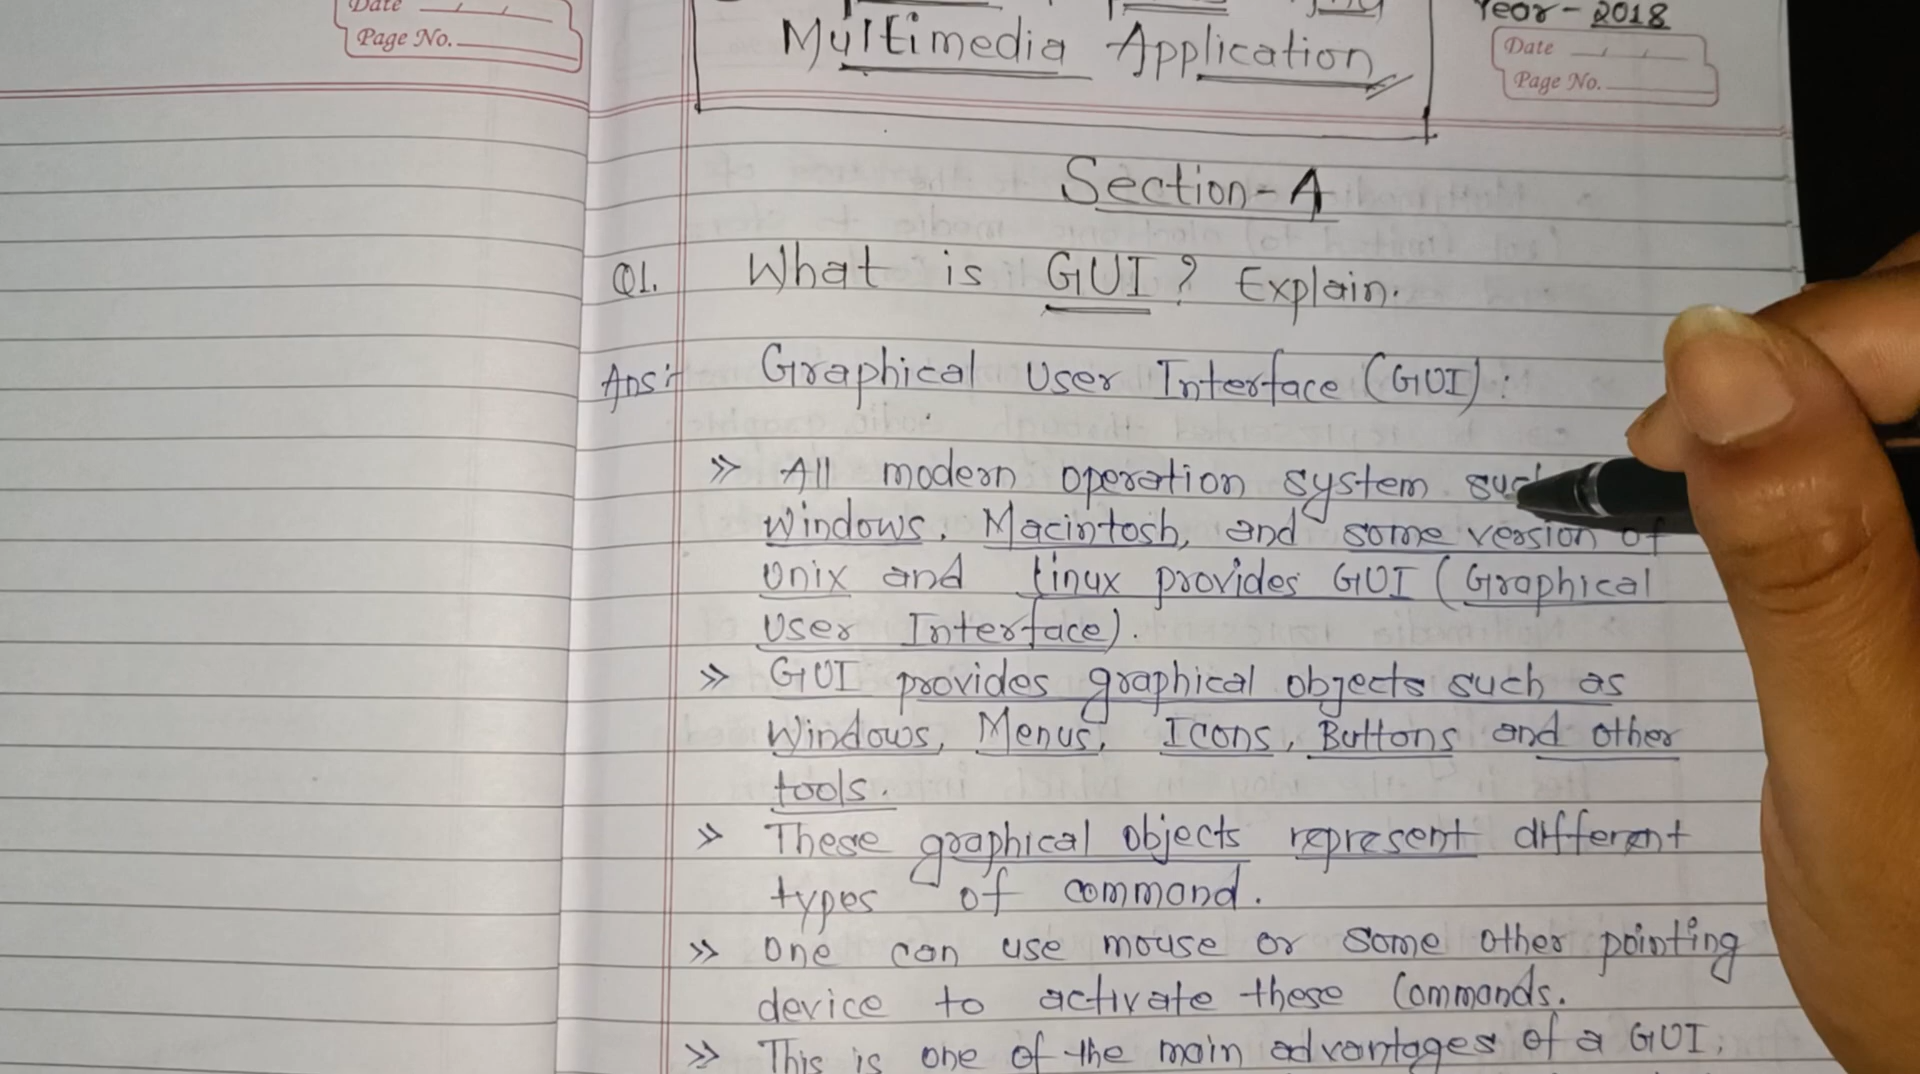 Date
Page No.
Multimedia Application
Year - 2018
Date
Page No.
Section - A
Q1. What is GUI? Explain.
Ans:- Graphical User Interface (GUI):
» All modern operation system
Windows, Macintosh, and some version of
Unix and Linux provides GUI (Graphical
User Interface).
» GUI provides graphical objects such as
Windows, Menus, Icons, Buttons and other
tools.
» These graphical objects represent different
types of command.
» One can use mouse or some other pointing
device to activate these Commands.
» This is one of the main advantages of a GUI.